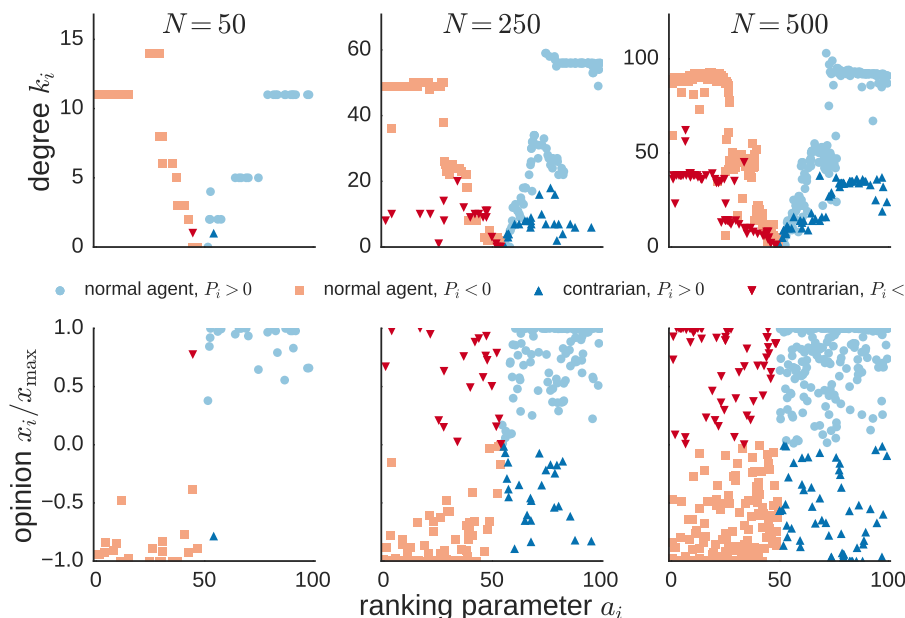 N = 50
N = 250
N = 500
degree k_i
15
10
5
0
60
40
20
0
100
50
0
normal agent, P_i > 0
normal agent, P_i < 0
contrarian, P_i > 0
contrarian, P_i <
opinion x_i/x_max
1.0
0.5
0.0
−0.5
−1.0
0 50 100
0 50 100
0 50 100
ranking parameter a_i